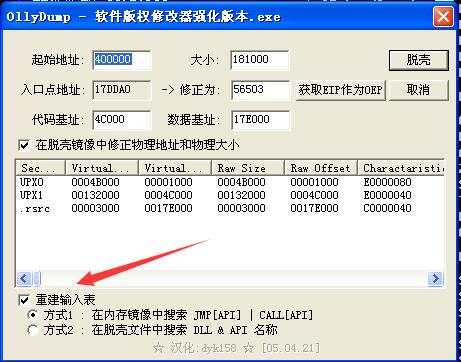 OllyDump - 软件版权修改器强化版本.exe
起始地址: 400000 大小: 181000 脱壳
入口点地址: 17DDA0 -> 修正为: 56503 获取EIP作为OEP 取消
代码基址: 4C000 数据基址: 17E000
在脱壳镜像中修正物理地址和物理大小
Sec... Virtual... Virtual... Raw Size Raw Offset Charactaristic
UPX0 0004B000 00001000 0004B000 00001000 E0000080
UPX1 00132000 0004C000 00132000 0004C000 E0000040
.rsrc 00003000 0017E000 00003000 0017E000 C0000040
重建输入表
方式1 : 在内存镜像中搜索 JMP[API] | CALL[API]
方式2 : 在脱壳文件中搜索 DLL & API 名称
☆ 汉化:dyk158 ☆ [05.04.21]